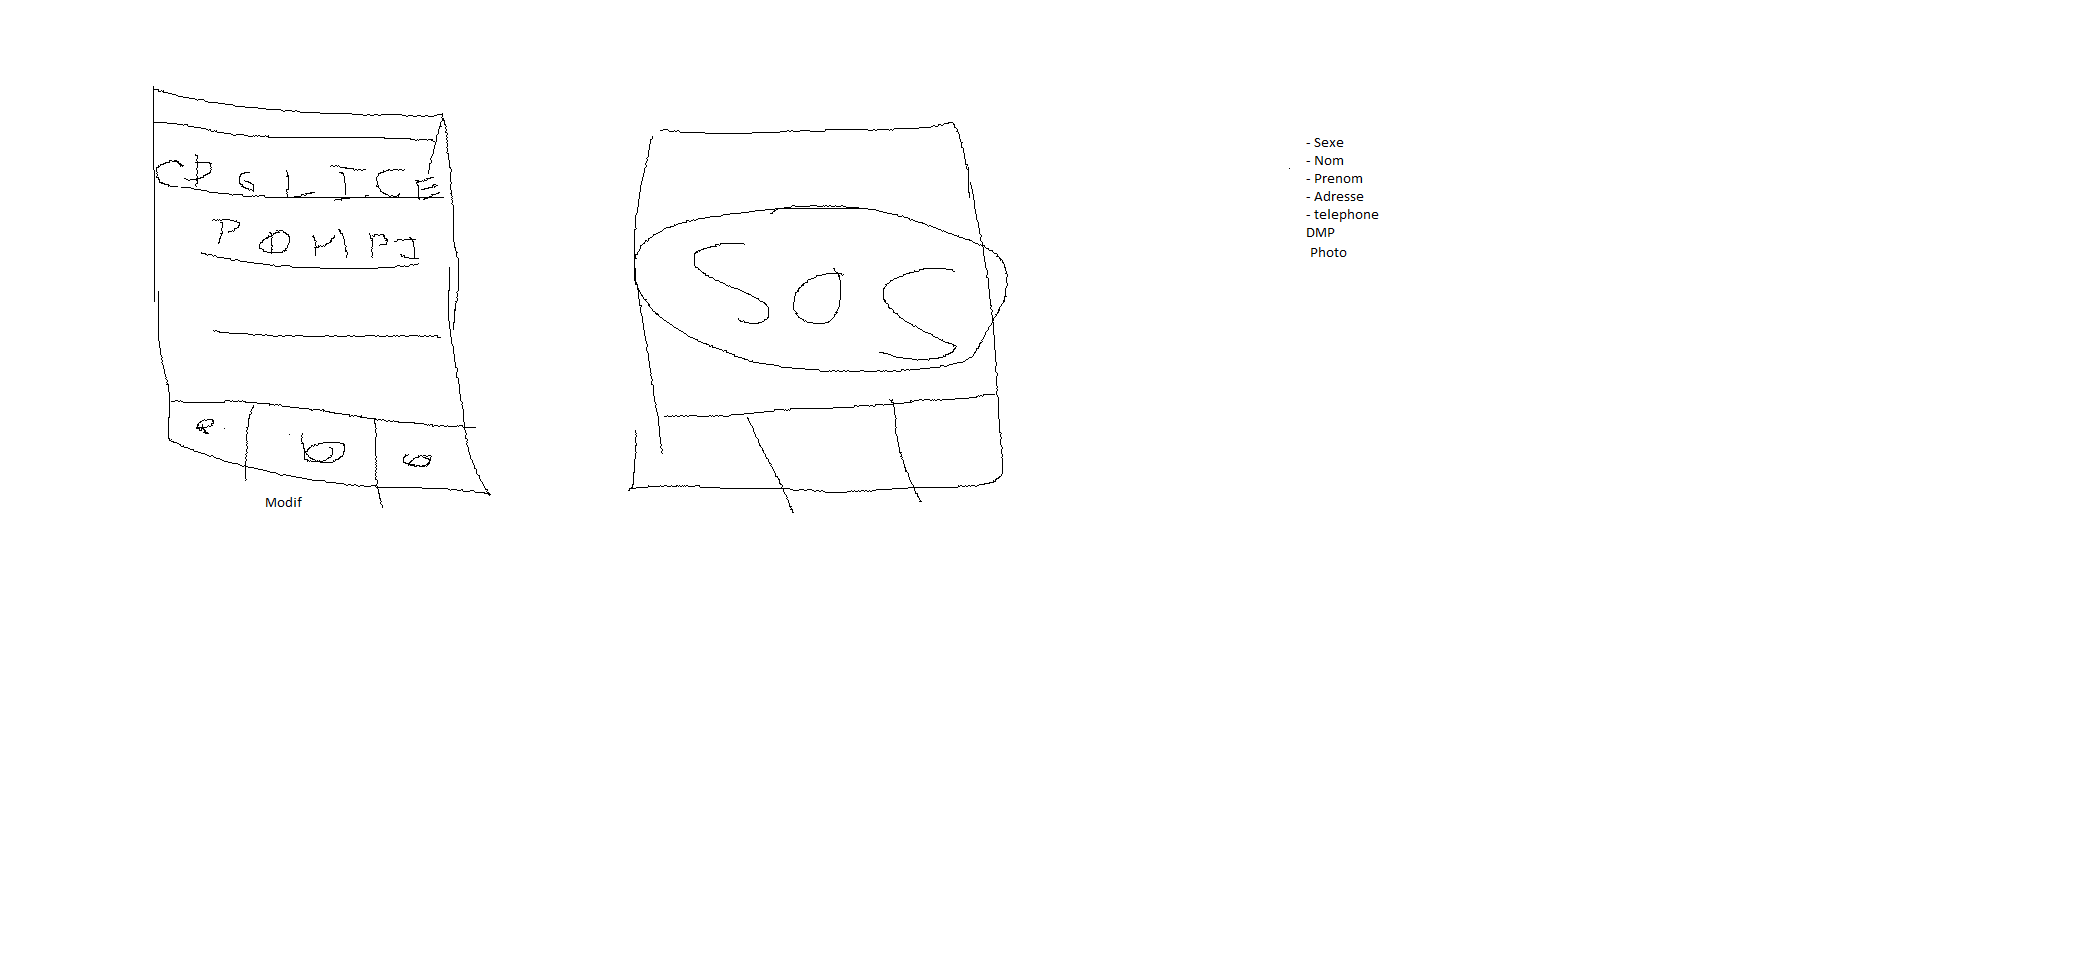 POLICE
POMPI
Modif
SOS
- Sexe
- Nom
- Prenom
- Adresse
- telephone
DMP
Photo